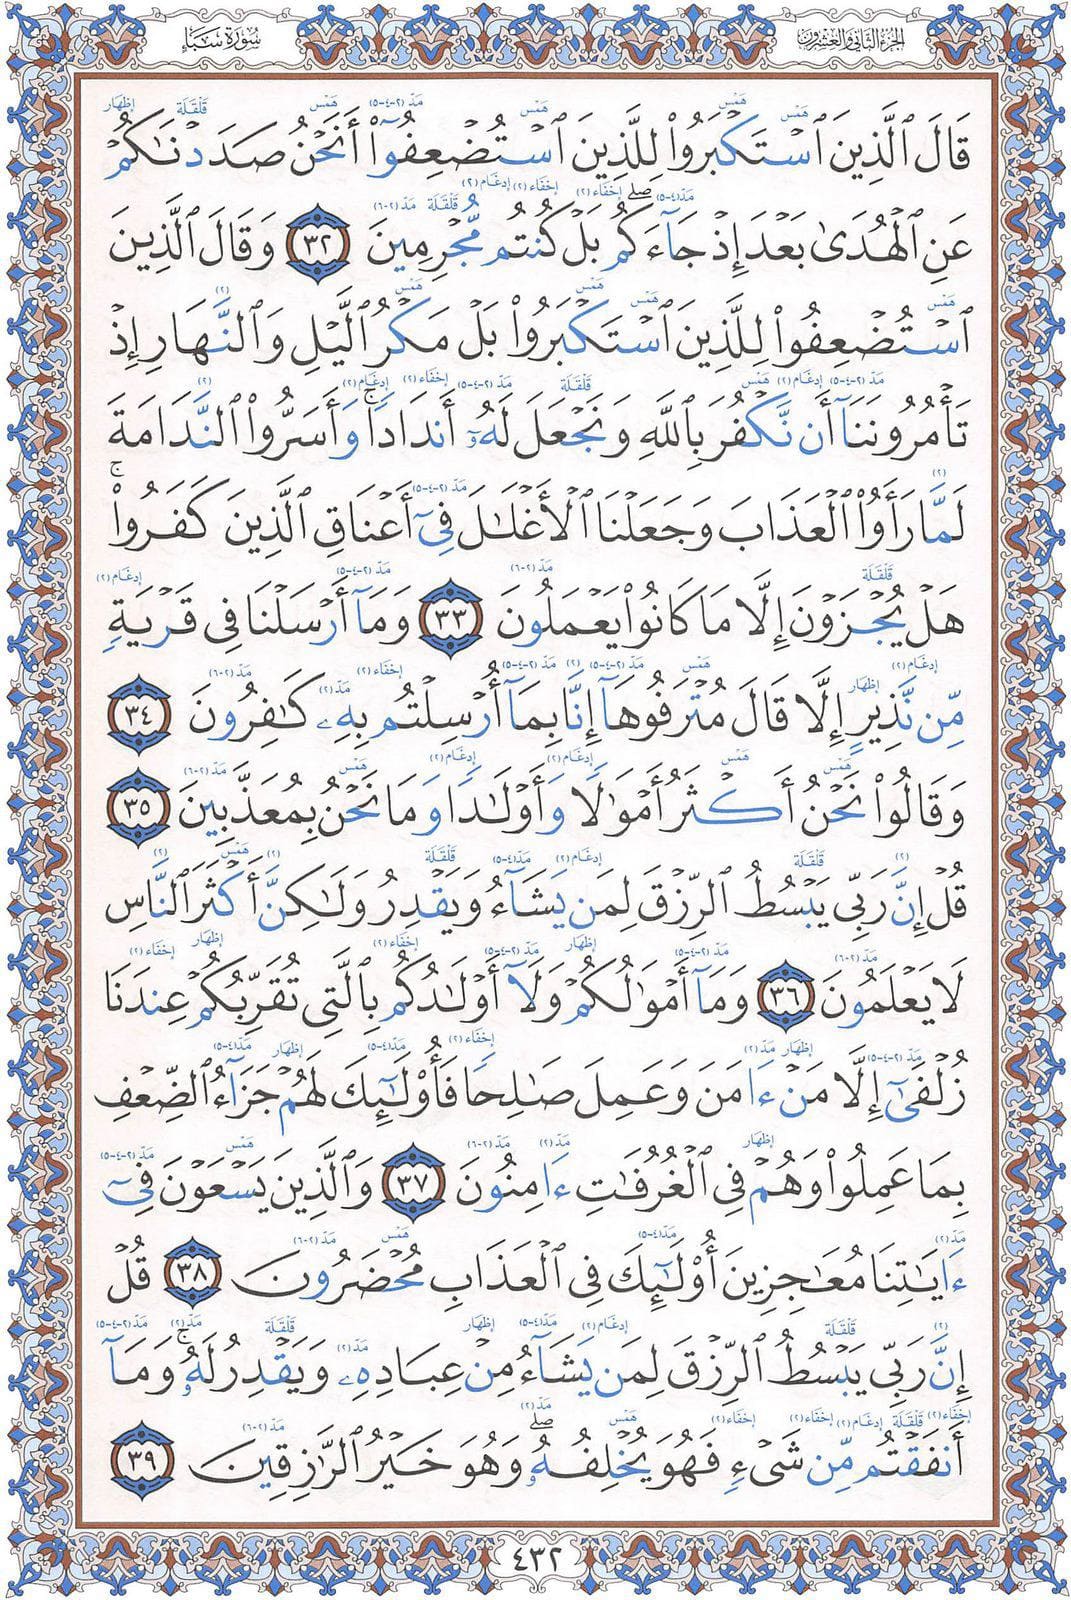 الجزء الثاني والعشرون
سورة سبإ
قَالَ ٱلَّذِينَ ٱسْتَكْبَرُوا۟ لِلَّذِينَ ٱسْتُضْعِفُوٓا۟ أَنَحْنُ صَدَدْنَـٰكُمْ
عَنِ ٱلْهُدَىٰ بَعْدَ إِذْ جَآءَكُم ۖ بَلْ كُنتُم مُّجْرِمِينَ ٣٢ وَقَالَ ٱلَّذِينَ
ٱسْتُضْعِفُوا۟ لِلَّذِينَ ٱسْتَكْبَرُوا۟ بَلْ مَكْرُ ٱلَّيْلِ وَٱلنَّهَارِ إِذْ
تَأْمُرُونَنَآ أَن نَّكْفُرَ بِٱللَّهِ وَنَجْعَلَ لَهُۥٓ أَندَادًا ۚ وَأَسَرُّوا۟ ٱلنَّدَامَةَ
لَمَّا رَأَوُا۟ ٱلْعَذَابَ وَجَعَلْنَا ٱلْأَغْلَـٰلَ فِىٓ أَعْنَاقِ ٱلَّذِينَ كَفَرُوا۟ ۚ
هَلْ يُجْزَوْنَ إِلَّا مَا كَانُوا۟ يَعْمَلُونَ ٣٣ وَمَآ أَرْسَلْنَا فِى قَرْيَةٍ
مِّن نَّذِيرٍ إِلَّا قَالَ مُتْرَفُوهَآ إِنَّا بِمَآ أُرْسِلْتُم بِهِۦ كَـٰفِرُونَ ٣٤
وَقَالُوا۟ نَحْنُ أَكْثَرُ أَمْوَٰلًا وَأَوْلَـٰدًا وَمَا نَحْنُ بِمُعَذَّبِينَ ٣٥
قُلْ إِنَّ رَبِّى يَبْسُطُ ٱلرِّزْقَ لِمَن يَشَآءُ وَيَقْدِرُ وَلَـٰكِنَّ أَكْثَرَ ٱلنَّاسِ
لَا يَعْلَمُونَ ٣٦ وَمَآ أَمْوَٰلُكُمْ وَلَآ أَوْلَـٰدُكُم بِٱلَّتِى تُقَرِّبُكُمْ عِندَنَا
زُلْفَىٰٓ إِلَّا مَنْ ءَامَنَ وَعَمِلَ صَـٰلِحًا فَأُو۟لَـٰٓئِكَ لَهُمْ جَزَآءُ ٱلضِّعْفِ
بِمَا عَمِلُوا۟ وَهُمْ فِى ٱلْغُرُفَـٰتِ ءَامِنُونَ ٣٧ وَٱلَّذِينَ يَسْعَوْنَ فِىٓ
ءَايَـٰتِنَا مُعَـٰجِزِينَ أُو۟لَـٰٓئِكَ فِى ٱلْعَذَابِ مُحْضَرُونَ ٣٨ قُلْ
إِنَّ رَبِّى يَبْسُطُ ٱلرِّزْقَ لِمَن يَشَآءُ مِنْ عِبَادِهِۦ وَيَقْدِرُ لَهُۥ ۚ وَمَآ
أَنفَقْتُم مِّن شَىْءٍ فَهُوَ يُخْلِفُهُۥ ۖ وَهُوَ خَيْرُ ٱلرَّٰزِقِينَ ٣٩
٤٣٢